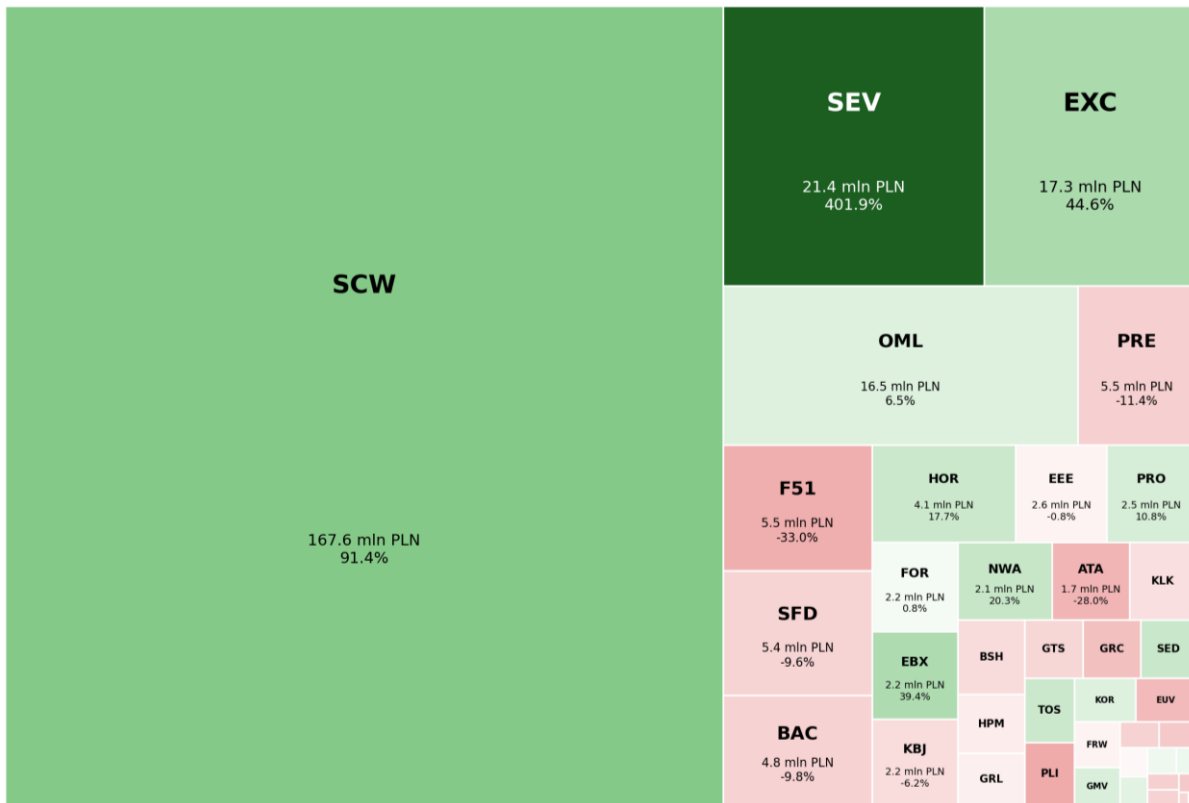 SCW
167.6 mln PLN
91.4%
SEV
21.4 mln PLN
401.9%
EXC
17.3 mln PLN
44.6%
OML
16.5 mln PLN
6.5%
PRE
5.5 mln PLN
-11.4%
F51
5.5 mln PLN
-33.0%
SFD
5.4 mln PLN
-9.6%
BAC
4.8 mln PLN
-9.8%
HOR
4.1 mln PLN
17.7%
EEE
2.6 mln PLN
-0.8%
PRO
2.5 mln PLN
10.8%
FOR
2.2 mln PLN
0.8%
EBX
2.2 mln PLN
39.4%
KBJ
2.2 mln PLN
-6.2%
NWA
2.1 mln PLN
20.3%
ATA
1.7 mln PLN
-28.0%
KLK
BSH
HPM
GRL
GTS
GRC
SED
TOS
PLI
KOR
EUV
FRW
GMV